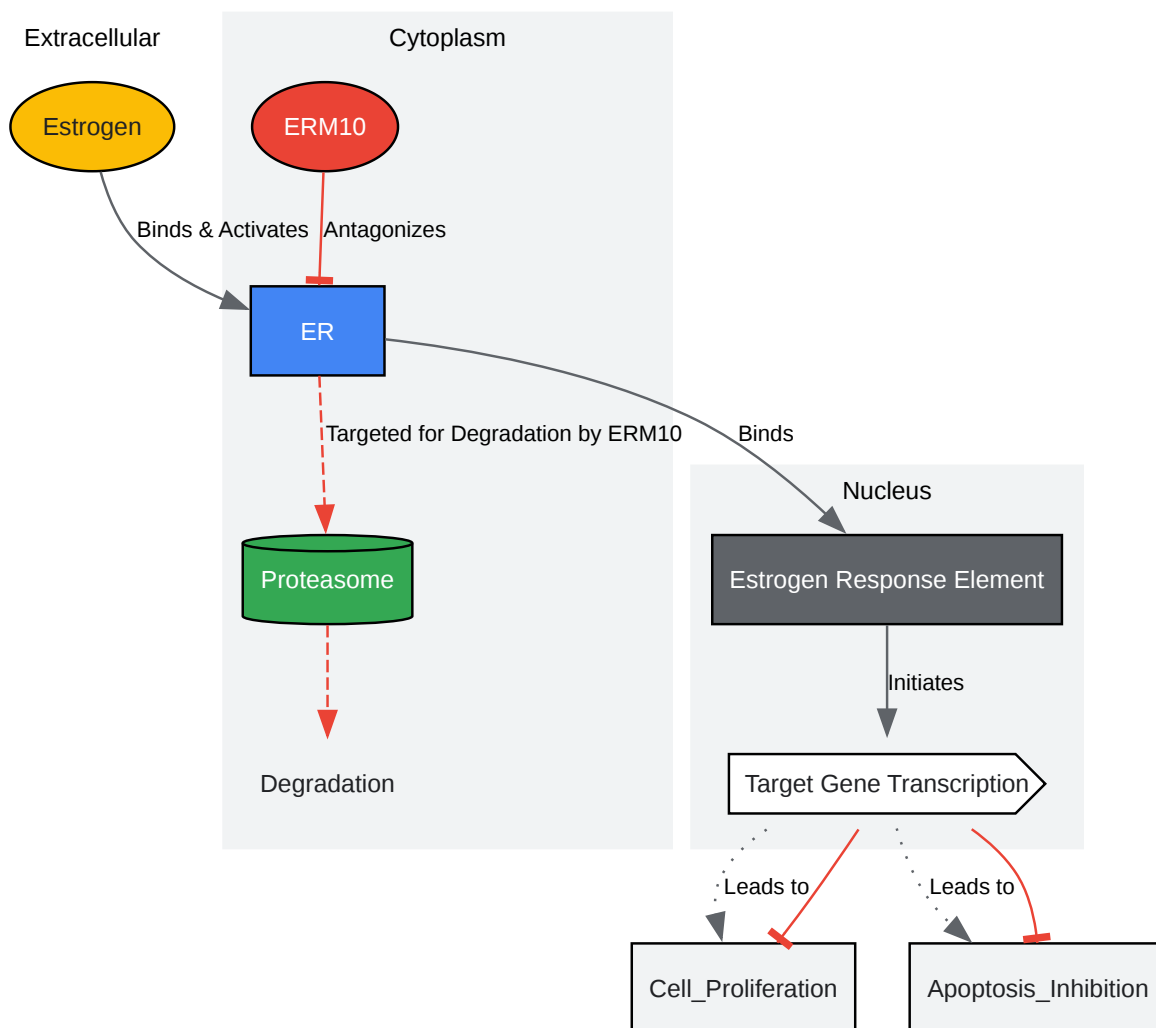 Extracellular
Cytoplasm
Estrogen
ERM10
Binds & Activates
Antagonizes
ER
Targeted for Degradation by ERM10
Binds
Nucleus
Proteasome
Estrogen Response Element
Initiates
Degradation
Target Gene Transcription
Leads to
Leads to
Cell_Proliferation
Apoptosis_Inhibition